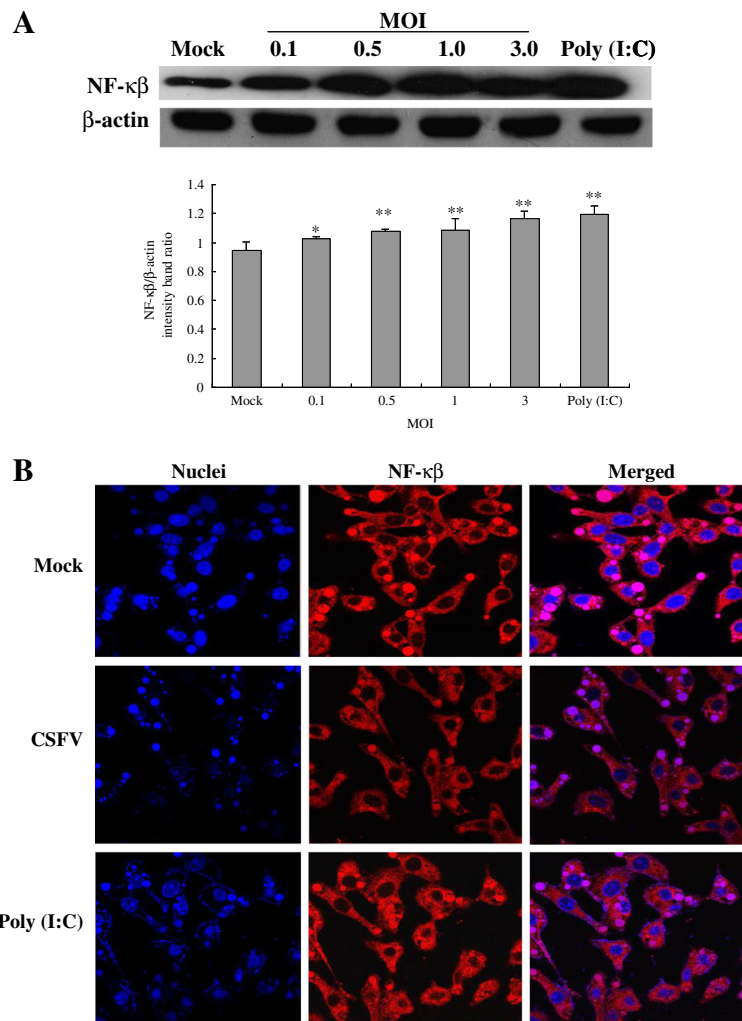 A
MOI
Mock 0.1 0.5 1.0 3.0 Poly (I:C)
NF-κβ
β-actin
NF-κβ/β-actin
intensity band ratio
1.4
1.2
1
0.8
0.6
0.4
0.2
0
* ** ** ** **
Mock 0.1 0.5 1 3 Poly (I:C)
MOI
B
Nuclei NF-κβ Merged
Mock
CSFV
Poly (I:C)